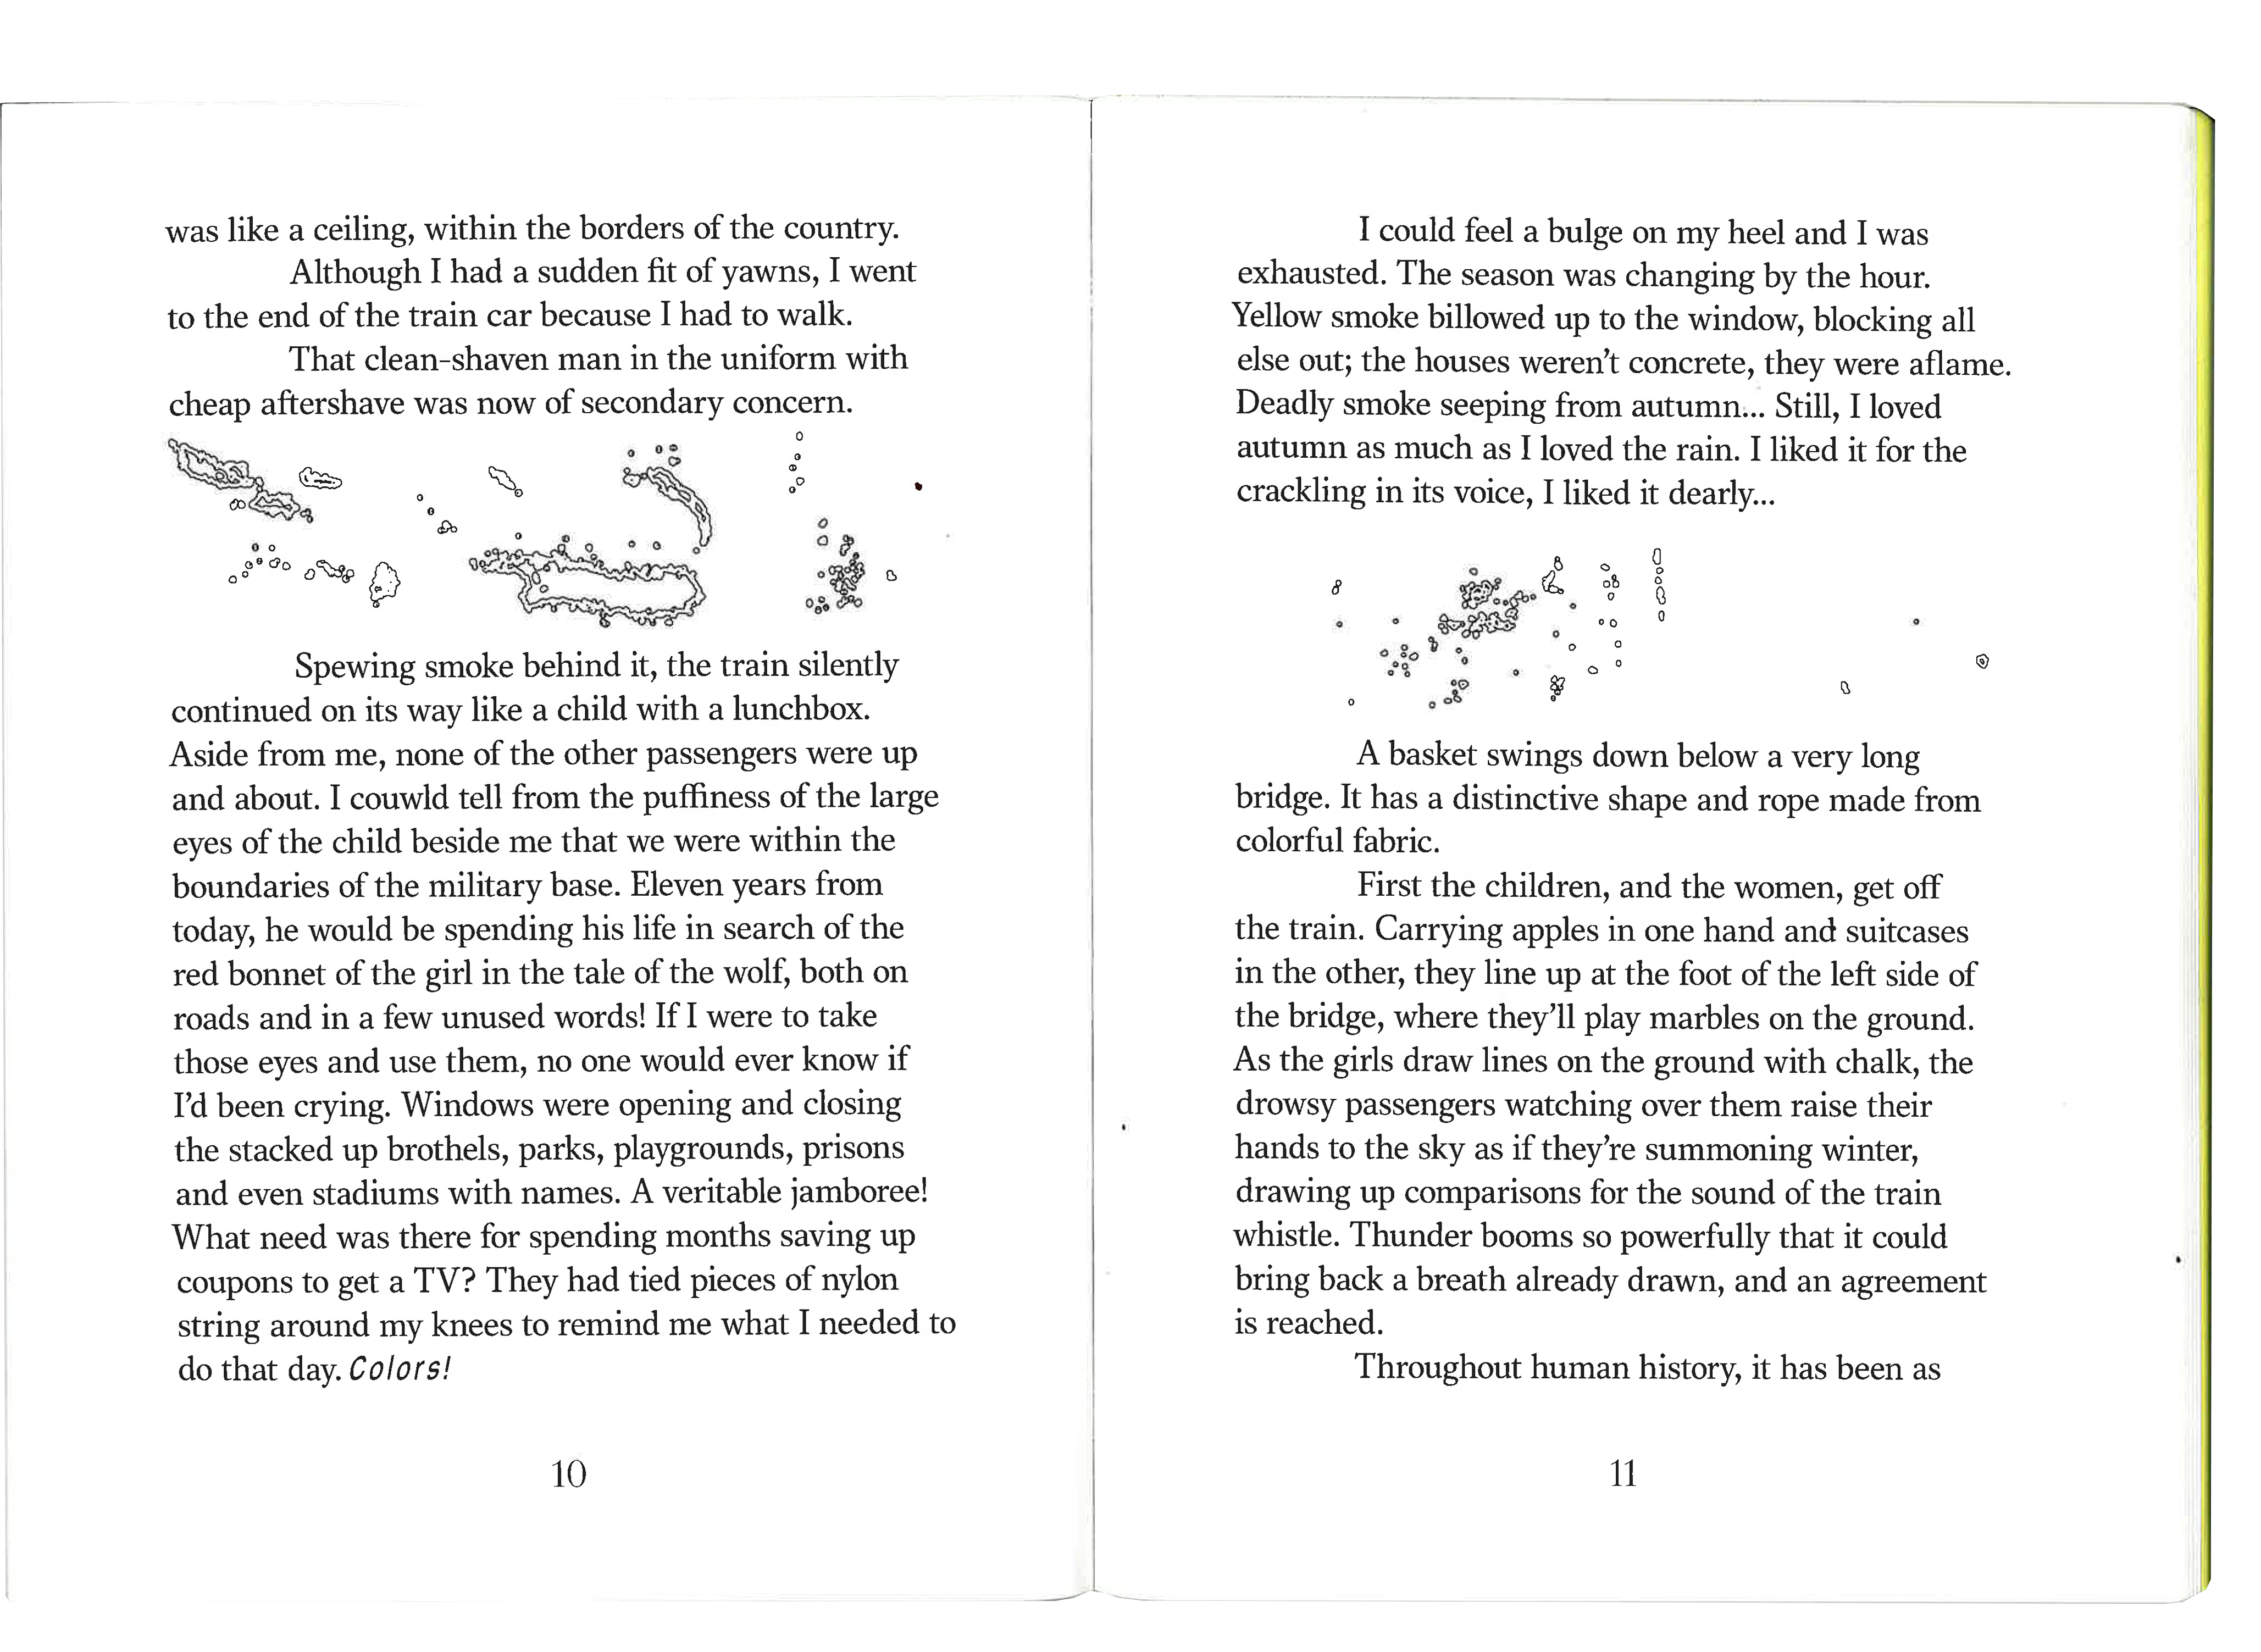 was like a ceiling, within the borders of the country.
Although I had a sudden fit of yawns, I went
to the end of the train car because I had to walk.
That clean-shaven man in the uniform with
cheap aftershave was now of secondary concern.
Spewing smoke behind it, the train silently
continued on its way like a child with a lunchbox.
Aside from me, none of the other passengers were up
and about. I couwld tell from the puffiness of the large
eyes of the child beside me that we were within the
boundaries of the military base. Eleven years from
today, he would be spending his life in search of the
red bonnet of the girl in the tale of the wolf, both on
roads and in a few unused words! If I were to take
those eyes and use them, no one would ever know if
I'd been crying. Windows were opening and closing
the stacked up brothels, parks, playgrounds, prisons
and even stadiums with names. A veritable jamboree!
What need was there for spending months saving up
coupons to get a TV? They had tied pieces of nylon
string around my knees to remind me what I needed to
do that day. Colors!
10
I could feel a bulge on my heel and I was
exhausted. The season was changing by the hour.
Yellow smoke billowed up to the window, blocking all
else out; the houses weren't concrete, they were aflame.
Deadly smoke seeping from autumn... Still, I loved
autumn as much as I loved the rain. I liked it for the
crackling in its voice, I liked it dearly...
A basket swings down below a very long
bridge. It has a distinctive shape and rope made from
colorful fabric.
First the children, and the women, get off
the train. Carrying apples in one hand and suitcases
in the other, they line up at the foot of the left side of
the bridge, where they'll play marbles on the ground.
As the girls draw lines on the ground with chalk, the
drowsy passengers watching over them raise their
hands to the sky as if they're summoning winter,
drawing up comparisons for the sound of the train
whistle. Thunder booms so powerfully that it could
bring back a breath already drawn, and an agreement
is reached.
Throughout human history, it has been as
11